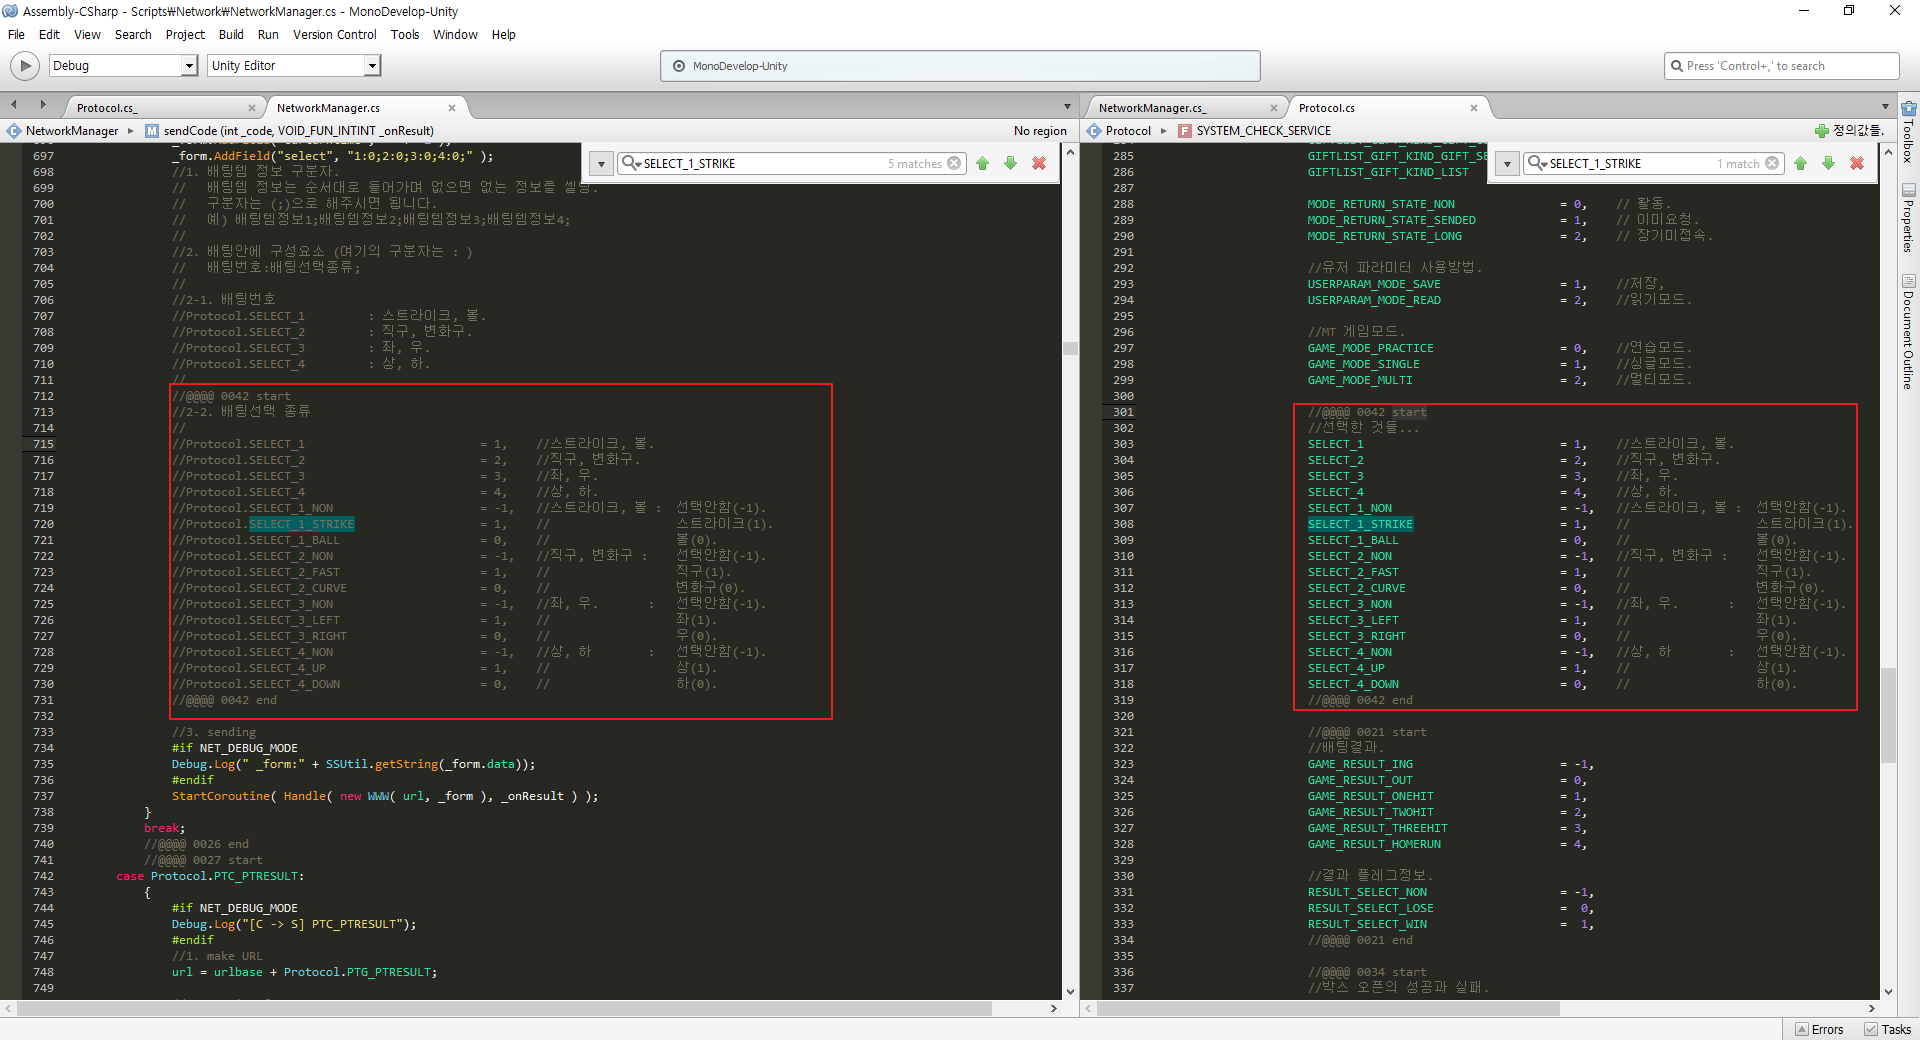 Assembly-CSharp - Scripts₩Network₩NetworkManager.cs - MonoDevelop-Unity
File Edit View Search Project Build Run Version Control Tools Window Help
Debug Unity Editor MonoDevelop-Unity Press 'Control+,' to search
Protocol.cs_ NetworkManager.cs
NetworkManager sendCode (int _code, VOID_FUN_INTINT _onResult) No region
SELECT_1_STRIKE 5 matches
697 _form.AddField("select", "1:0;2:0;3:0;4:0;" );
698 //1. 배팅템 정보 구분자.
699 // 배팅템 정보는 순서대로 들어가며 없으면 없는 정보를 셀팅.
700 // 구분자는 (;)으로 해주시면 됩니다.
701 // 예) 배팅템정보1;배팅템정보2;배팅템정보3;배팅템정보4;
702 //
703 //2. 배팅안에 구성요소 (여기의 구분자는 : )
704 // 배팅번호:배팅선택종류;
705 //
706 //2-1. 배팅번호
707 //Protocol.SELECT_1 : 스트라이크, 볼.
708 //Protocol.SELECT_2 : 직구, 변화구.
709 //Protocol.SELECT_3 : 좌, 우.
710 //Protocol.SELECT_4 : 상, 하.
711 //
712 //@@@@ 0042 start
713 //2-2. 배팅선택 종류
714 //
715 //Protocol.SELECT_1 = 1, //스트라이크, 볼.
716 //Protocol.SELECT_2 = 2, //직구, 변화구.
717 //Protocol.SELECT_3 = 3, //좌, 우.
718 //Protocol.SELECT_4 = 4, //상, 하.
719 //Protocol.SELECT_1_NON = -1, //스트라이크, 볼 : 선택안함(-1).
720 //Protocol.SELECT_1_STRIKE = 1, // 스트라이크(1).
721 //Protocol.SELECT_1_BALL = 0, // 볼(0).
722 //Protocol.SELECT_2_NON = -1, //직구, 변화구 : 선택안함(-1).
723 //Protocol.SELECT_2_FAST = 1, // 직구(1).
724 //Protocol.SELECT_2_CURVE = 0, // 변화구(0).
725 //Protocol.SELECT_3_NON = -1, //좌, 우. : 선택안함(-1).
726 //Protocol.SELECT_3_LEFT = 1, // 좌(1).
727 //Protocol.SELECT_3_RIGHT = 0, // 우(0).
728 //Protocol.SELECT_4_NON = -1, //상, 하 : 선택안함(-1).
729 //Protocol.SELECT_4_UP = 1, // 상(1).
730 //Protocol.SELECT_4_DOWN = 0, // 하(0).
731 //@@@@ 0042 end
732
733 //3. sending
734 #if NET_DEBUG_MODE
735 Debug.Log(" _form:" + SSUtil.getString(_form.data));
736 #endif
737 StartCoroutine( Handle( new WWW( url, _form ), _onResult ) );
738 }
739 break;
740 //@@@@ 0026 end
741 //@@@@ 0027 start
742 case Protocol.PTC_PTRESULT:
743 {
744 #if NET_DEBUG_MODE
745 Debug.Log("[C -> S] PTC_PTRESULT");
746 #endif
747 //1. make URL
748 url = urlbase + Protocol.PTG_PTRESULT;
749
NetworkManager.cs_ Protocol.cs
Protocol SYSTEM_CHECK_SERVICE 정의값들.
SELECT_1_STRIKE 1 match
285 GIFTLIST_GIFT_KIND_GIFT_SE
286 GIFTLIST_GIFT_KIND_LIST
287
288 MODE_RETURN_STATE_NON = 0, // 활동.
289 MODE_RETURN_STATE_SENDED = 1, // 이미요청.
290 MODE_RETURN_STATE_LONG = 2, // 장기미접속.
291
292 //유저 파라미터 사용방법.
293 USERPARAM_MODE_SAVE = 1, //저장,
294 USERPARAM_MODE_READ = 2, //읽기모드.
295
296 //MT 게임모드.
297 GAME_MODE_PRACTICE = 0, //연습모드.
298 GAME_MODE_SINGLE = 1, //싱글모드.
299 GAME_MODE_MULTI = 2, //멀티모드.
300
301 //@@@@ 0042 start
302 //선택한 것들...
303 SELECT_1 = 1, //스트라이크, 볼.
304 SELECT_2 = 2, //직구, 변화구.
305 SELECT_3 = 3, //좌, 우.
306 SELECT_4 = 4, //상, 하.
307 SELECT_1_NON = -1, //스트라이크, 볼 : 선택안함(-1).
308 SELECT_1_STRIKE = 1, // 스트라이크(1).
309 SELECT_1_BALL = 0, // 볼(0).
310 SELECT_2_NON = -1, //직구, 변화구 : 선택안함(-1).
311 SELECT_2_FAST = 1, // 직구(1).
312 SELECT_2_CURVE = 0, // 변화구(0).
313 SELECT_3_NON = -1, //좌, 우. : 선택안함(-1).
314 SELECT_3_LEFT = 1, // 좌(1).
315 SELECT_3_RIGHT = 0, // 우(0).
316 SELECT_4_NON = -1, //상, 하 : 선택안함(-1).
317 SELECT_4_UP = 1, // 상(1).
318 SELECT_4_DOWN = 0, // 하(0).
319 //@@@@ 0042 end
320
321 //@@@@ 0021 start
322 //배팅결과.
323 GAME_RESULT_ING = -1,
324 GAME_RESULT_OUT = 0,
325 GAME_RESULT_ONEHIT = 1,
326 GAME_RESULT_TWOHIT = 2,
327 GAME_RESULT_THREEHIT = 3,
328 GAME_RESULT_HOMERUN = 4,
329
330 //결과 플레그정보.
331 RESULT_SELECT_NON = -1,
332 RESULT_SELECT_LOSE = 0,
333 RESULT_SELECT_WIN = 1,
334 //@@@@ 0021 end
335
336 //@@@@ 0034 start
337 //박스 오픈의 성공과 실패.
Toolbox
Properties
Document Outline
Errors Tasks